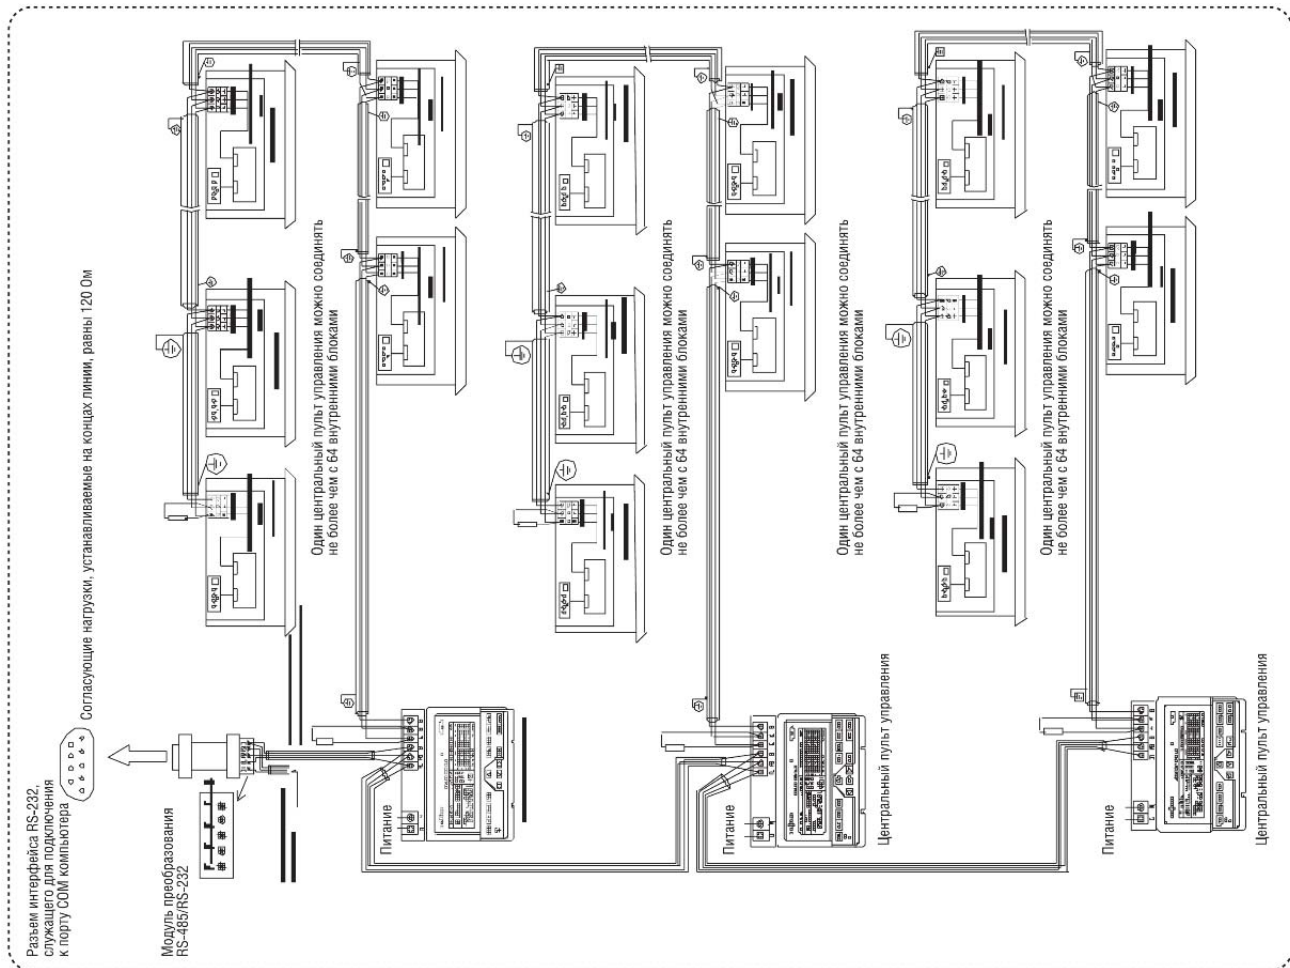 Разъем интерфейса RS-232,
служащего для подключения
к порту COM компьютера
Согласующие нагрузки, устанавливаемые на концах линии, равны 120 Ом
Модуль преобразования
RS-485/RS-232
Один центральный пульт управления можно соединять
не более чем с 64 внутренними блоками
Питание
Один центральный пульт управления можно соединять
не более чем с 64 внутренними блоками
Питание
Центральный пульт управления
Один центральный пульт управления можно соединять
не более чем с 64 внутренними блоками
Один центральный пульт управления можно соединять
не более чем с 64 внутренними блоками
Питание
Центральный пульт управления